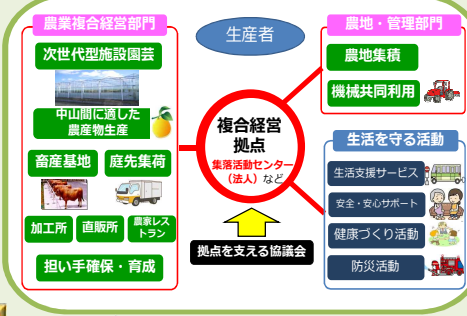 農業複合経営部門
次世代型施設園芸
中山間に適した
農産物生産
畜産基地
庭先集荷
加工所
直販所
農家レス
トラン
担い手確保・育成
生産者
複合経営
拠点
集落活動センター
（法人）など
拠点を支える協議会
農地・管理部門
農地集積
機械共同利用
生活を守る活動
生活支援サービス
安全・安心サポート
健康づくり活動
防災活動